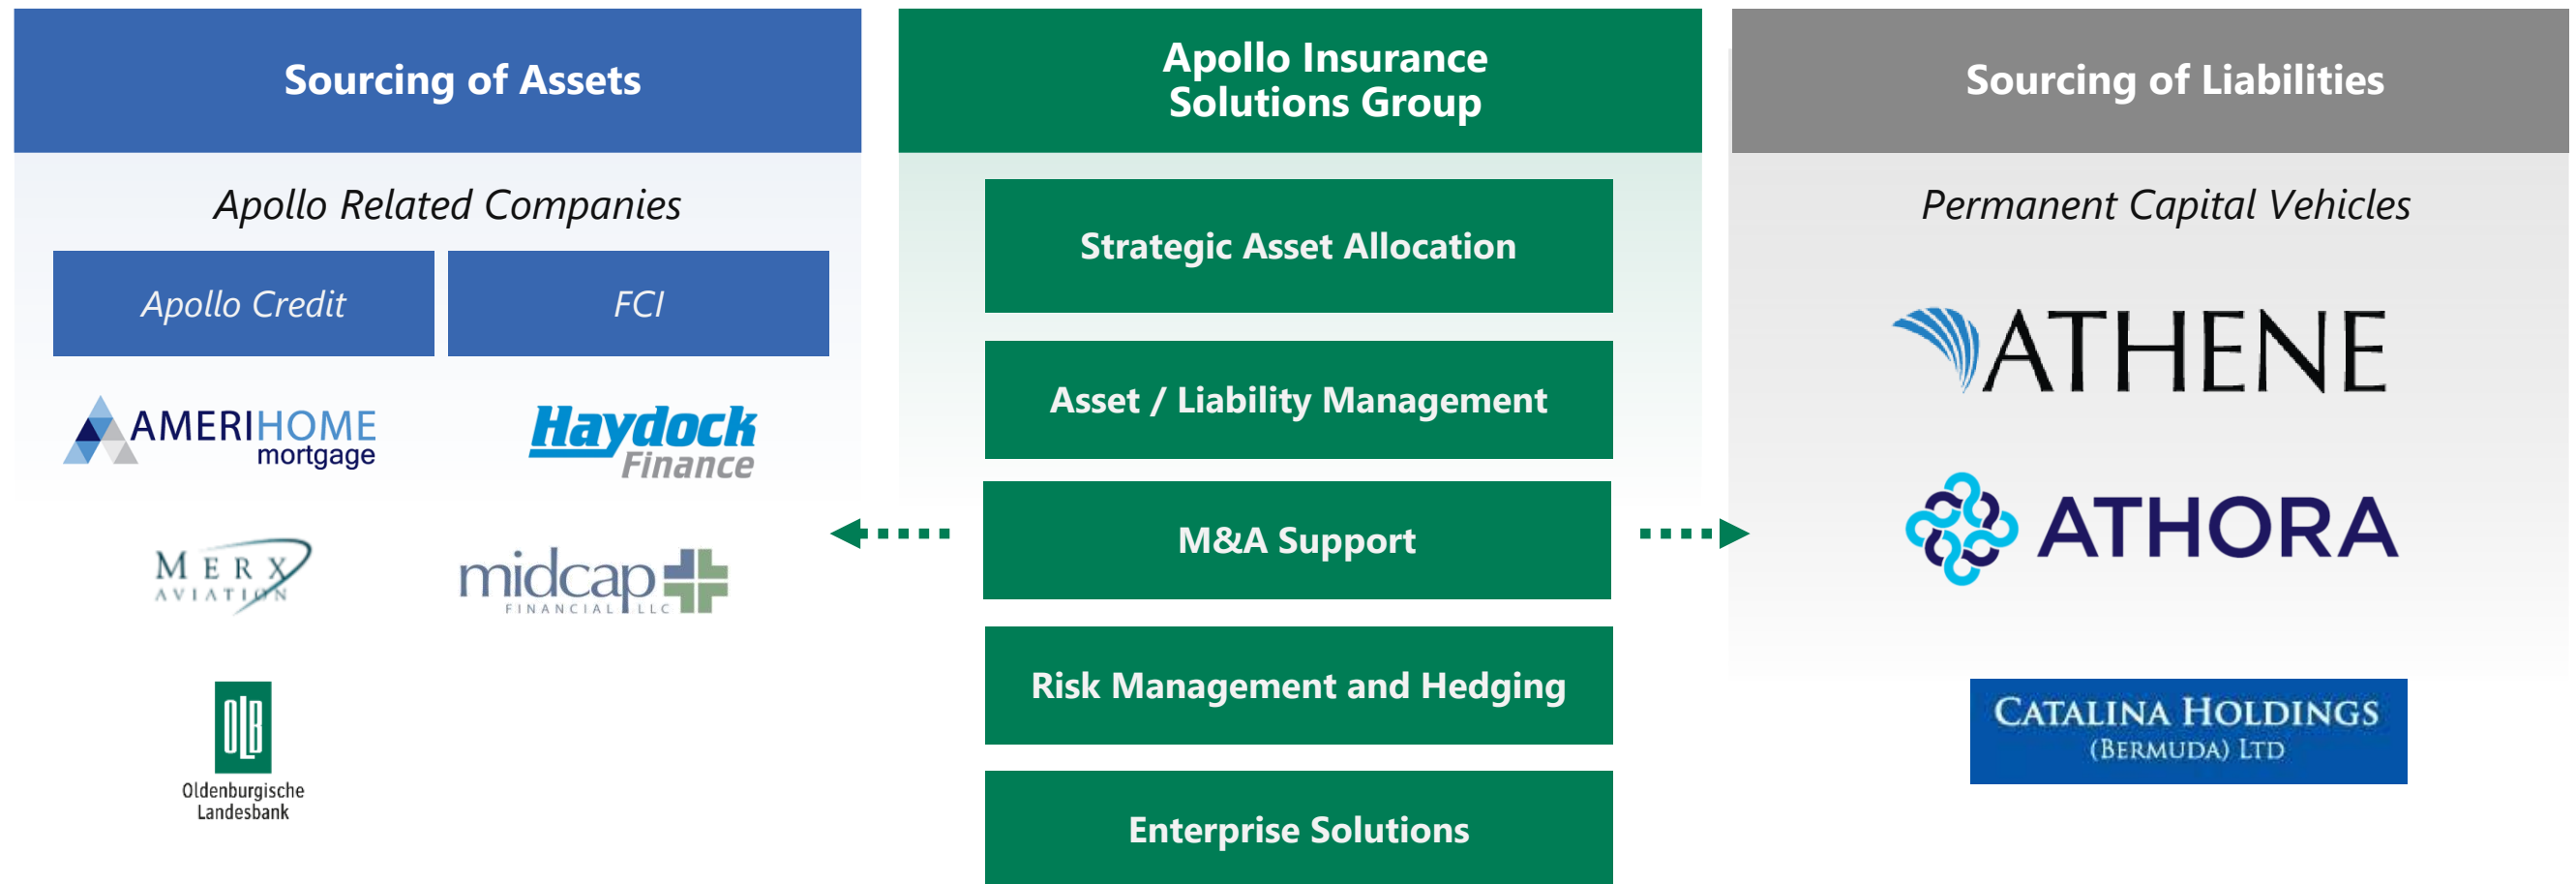 Sourcing of Assets
Apollo Related Companies
Apollo Credit
FCI
AMERIHOME
mortgage
Haydock
Finance
MERX
AVIATION
midcap
FINANCIAL LLC
OLB
Oldenburgische
Landesbank
Apollo Insurance
Solutions Group
Strategic Asset Allocation
Asset / Liability Management
M&A Support
Risk Management and Hedging
Enterprise Solutions
Sourcing of Liabilities
Permanent Capital Vehicles
ATHENE
ATHORA
CATALINA HOLDINGS
(BERMUDA) LTD